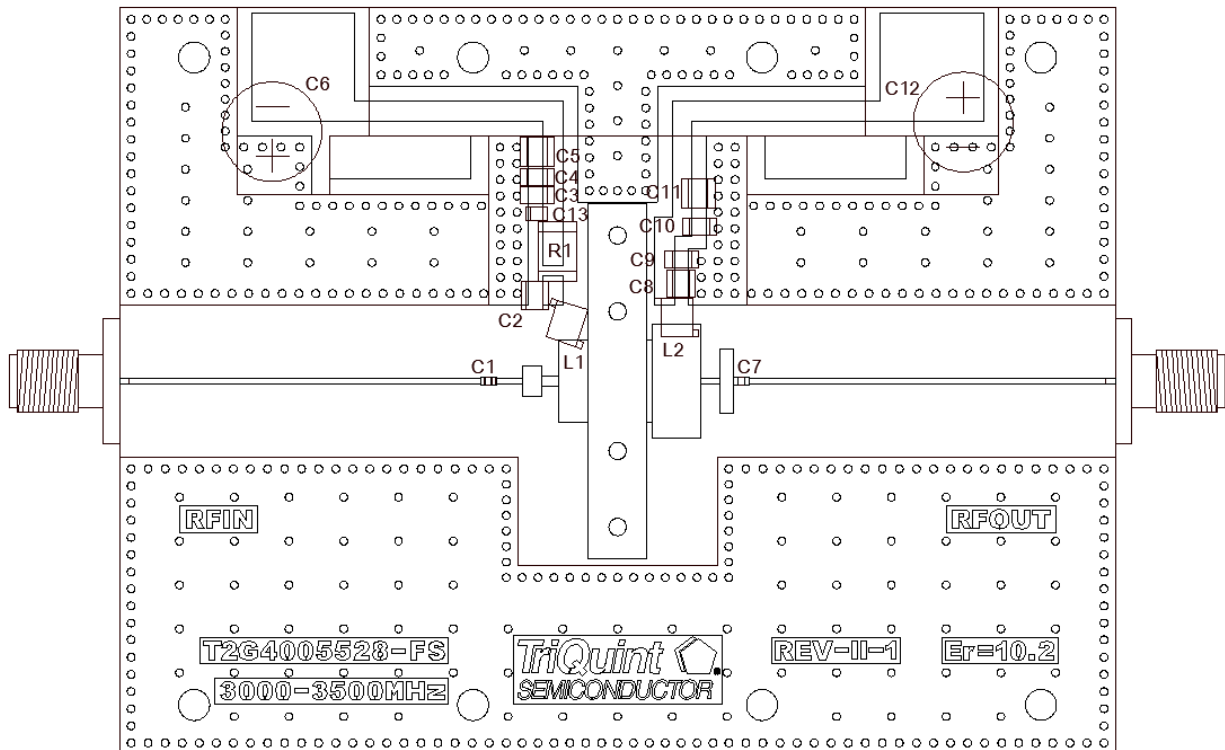 C6
C12
C5
C4
C3
C13
R1
C2
L1
C1
C11
C10
C9
C8
L2
C7
RFIN
RFOUT
T2G4005528-FS
3000-3500MHz
TriQuint
SEMICONDUCTOR
REV-II-1
Er=10.2